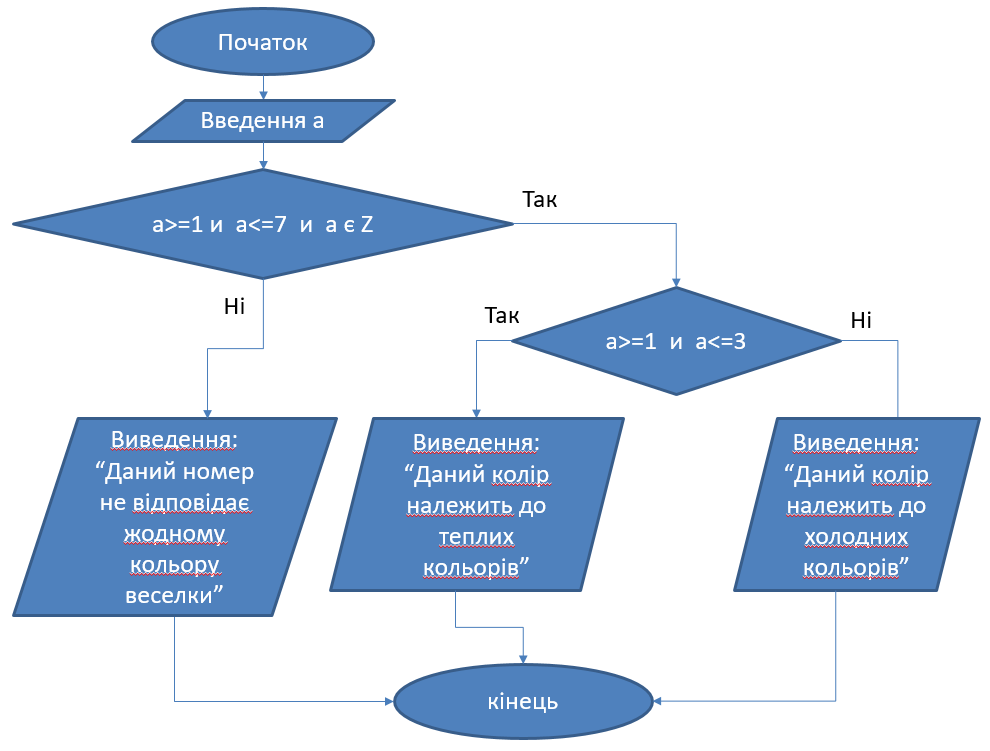 Початок
Введення а
а>=1 и  а<=7  и  а є Z
Так
Ні
Так
а>=1  и  а<=3
Ні
Виведення:
“Даний номер
не відповідає
жодному
кольору
веселки”
Виведення:
“Даний колір
належить до
теплих
кольорів”
Виведення:
“Даний колір
належить до
холодних
кольорів”
кінець